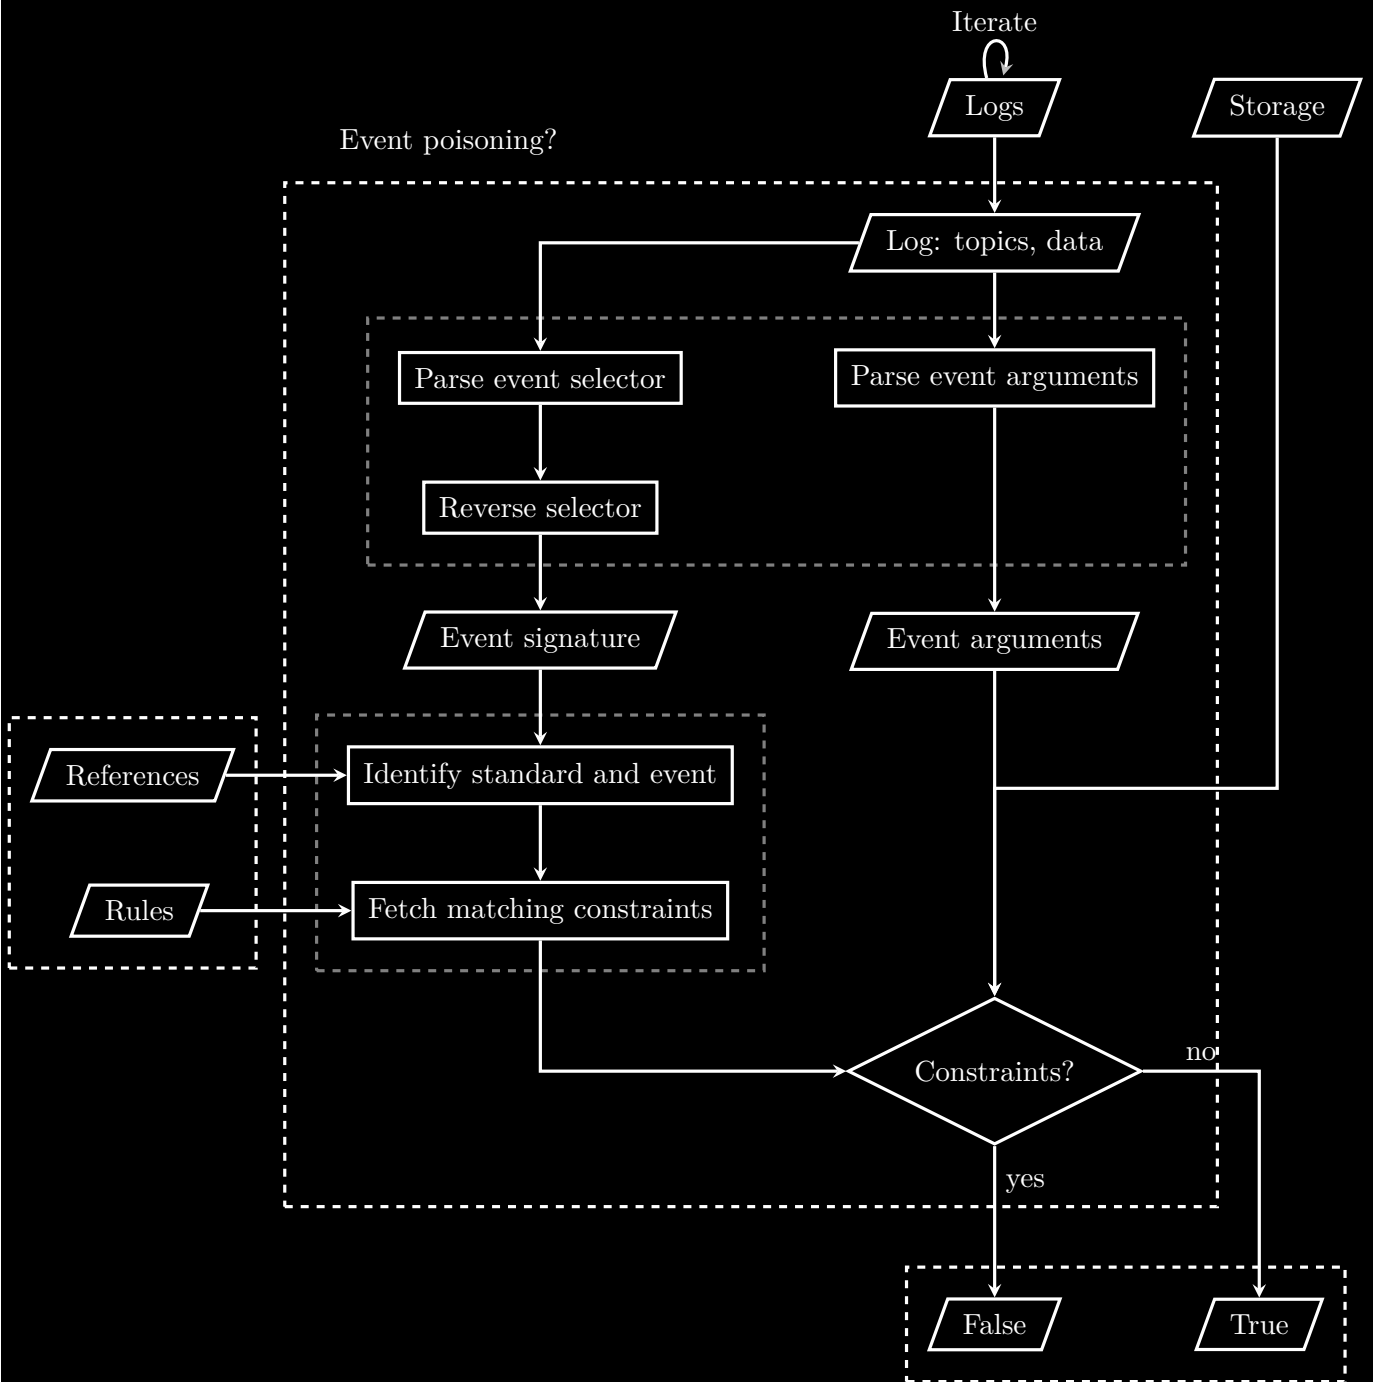 Iterate
Logs
Storage
Event poisoning?
Log: topics, data
Parse event selector
Parse event arguments
Reverse selector
Event signature
Event arguments
References
Identify standard and event
Rules
Fetch matching constraints
Constraints?
no
yes
False
True